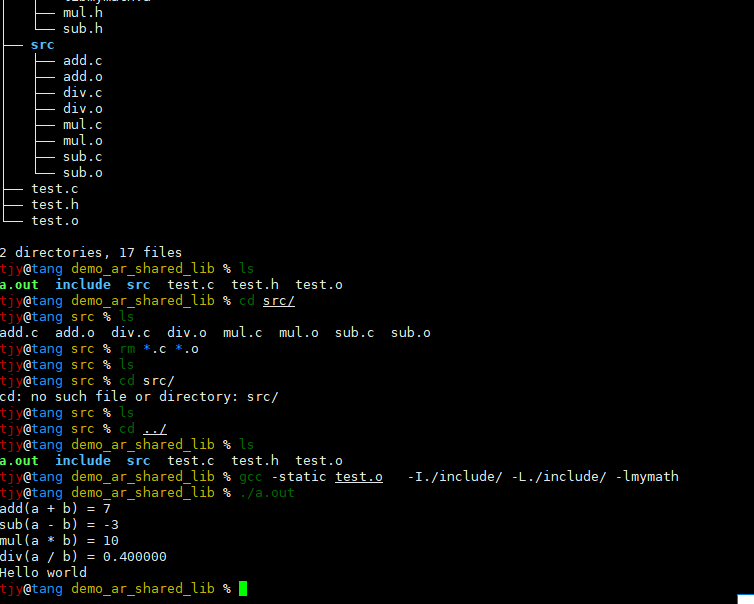 ├── mul.h
└── sub.h
├── src
├── add.c
├── add.o
├── div.c
├── div.o
├── mul.c
├── mul.o
├── sub.c
└── sub.o
├── test.c
├── test.h
└── test.o
2 directories, 17 files
tjy@tang demo_ar_shared_lib % ls
a.out  include  src  test.c  test.h  test.o
tjy@tang demo_ar_shared_lib % cd src/
tjy@tang src % ls
add.c  add.o  div.c  div.o  mul.c  mul.o  sub.c  sub.o
tjy@tang src % rm *.c *.o
tjy@tang src % ls
tjy@tang src % cd src/
cd: no such file or directory: src/
tjy@tang src % ls
tjy@tang src % cd ../
tjy@tang demo_ar_shared_lib % ls
a.out  include  src  test.c  test.h  test.o
tjy@tang demo_ar_shared_lib % gcc -static test.o   -I./include/ -L./include/ -lmymath
tjy@tang demo_ar_shared_lib % ./a.out
add(a + b) = 7
sub(a - b) = -3
mul(a * b) = 10
div(a / b) = 0.400000
Hello world
tjy@tang demo_ar_shared_lib %